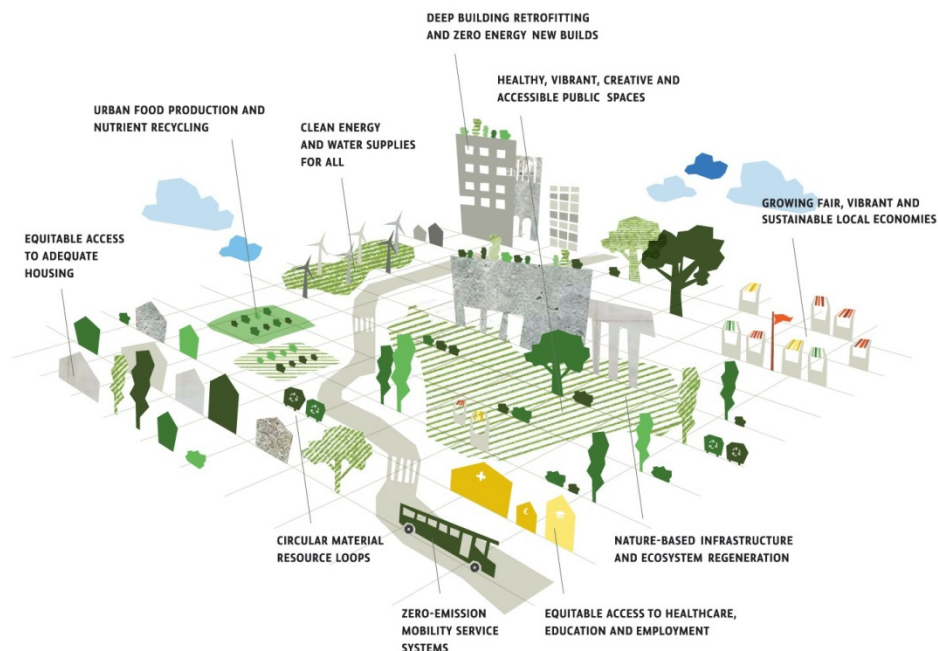 DEEP BUILDING RETROFITTING
AND ZERO ENERGY NEW BUILDS
HEALTHY, VIBRANT, CREATIVE AND
ACCESSIBLE PUBLIC SPACES
URBAN FOOD PRODUCTION AND
NUTRIENT RECYCLING
CLEAN ENERGY
AND WATER SUPPLIES
FOR ALL
GROWING FAIR, VIBRANT AND
SUSTAINABLE LOCAL ECONOMIES
EQUITABLE ACCESS
TO ADEQUATE
HOUSING
CIRCULAR MATERIAL
RESOURCE LOOPS
NATURE-BASED INFRASTRUCTURE
AND ECOSYSTEM REGENERATION
ZERO-EMISSION
MOBILITY SERVICE
SYSTEMS
EQUITABLE ACCESS TO HEALTHCARE,
EDUCATION AND EMPLOYMENT